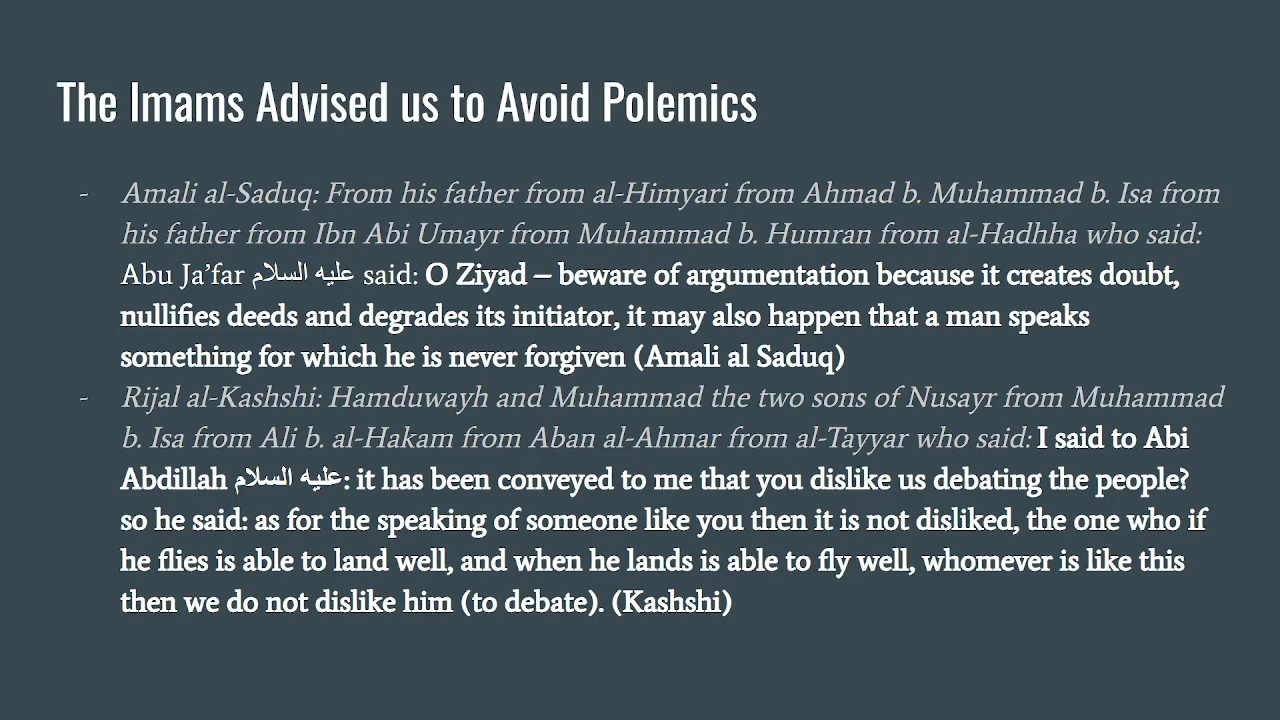 The Imams Advised us to Avoid Polemics
- Amali al-Saduq: From his father from al-Himyari from Ahmad b. Muhammad b. Isa from
his father from Ibn Abi Umayr from Muhammad b. Humran from al-Hadhha who said:
Abu Ja’far عليه السلام said: O Ziyad – beware of argumentation because it creates doubt,
nullifies deeds and degrades its initiator, it may also happen that a man speaks
something for which he is never forgiven (Amali al Saduq)
- Rijal al-Kashshi: Hamduwayh and Muhammad the two sons of Nusayr from Muhammad
b. Isa from Ali b. al-Hakam from Aban al-Ahmar from al-Tayyar who said: I said to Abi
Abdillah عليه السلام: it has been conveyed to me that you dislike us debating the people?
so he said: as for the speaking of someone like you then it is not disliked, the one who if
he flies is able to land well, and when he lands is able to fly well, whomever is like this
then we do not dislike him (to debate). (Kashshi)